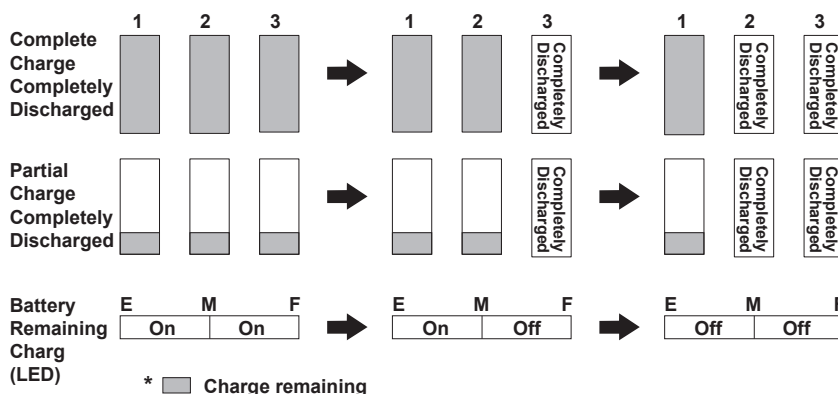 1 2 3 1 2 3 1 2 3
Complete
Charge
Completely
Discharged
Completely
Discharged
Completely
Discharged
Completely
Discharged
Partial
Charge
Completely
Discharged
Completely
Discharged
Completely
Discharged
Completely
Discharged
Battery
Remaining
Charg
(LED)
E M F E M F E M F
On On On Off Off Off
* Charge remaining